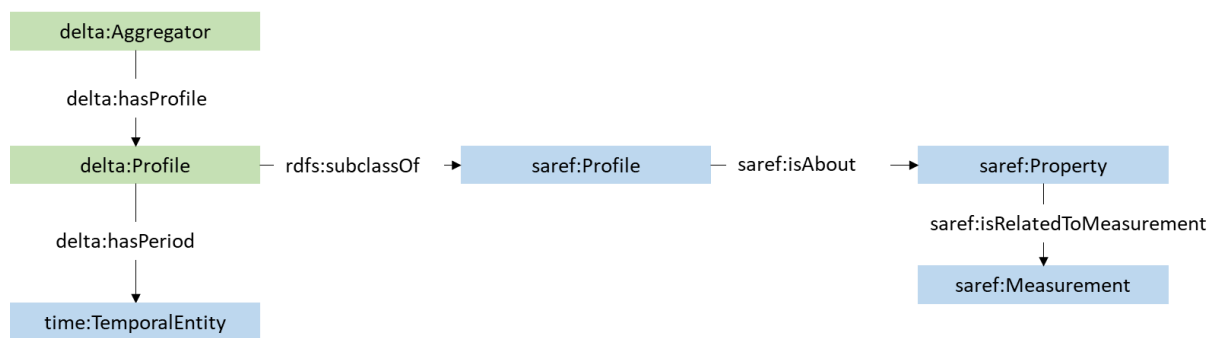 delta:Aggregator
delta:hasProfile
delta:Profile
rdfs:subclassOf
saref:Profile
saref:isAbout
saref:Property
delta:hasPeriod
saref:isRelatedToMeasurement
saref:Measurement
time:TemporalEntity